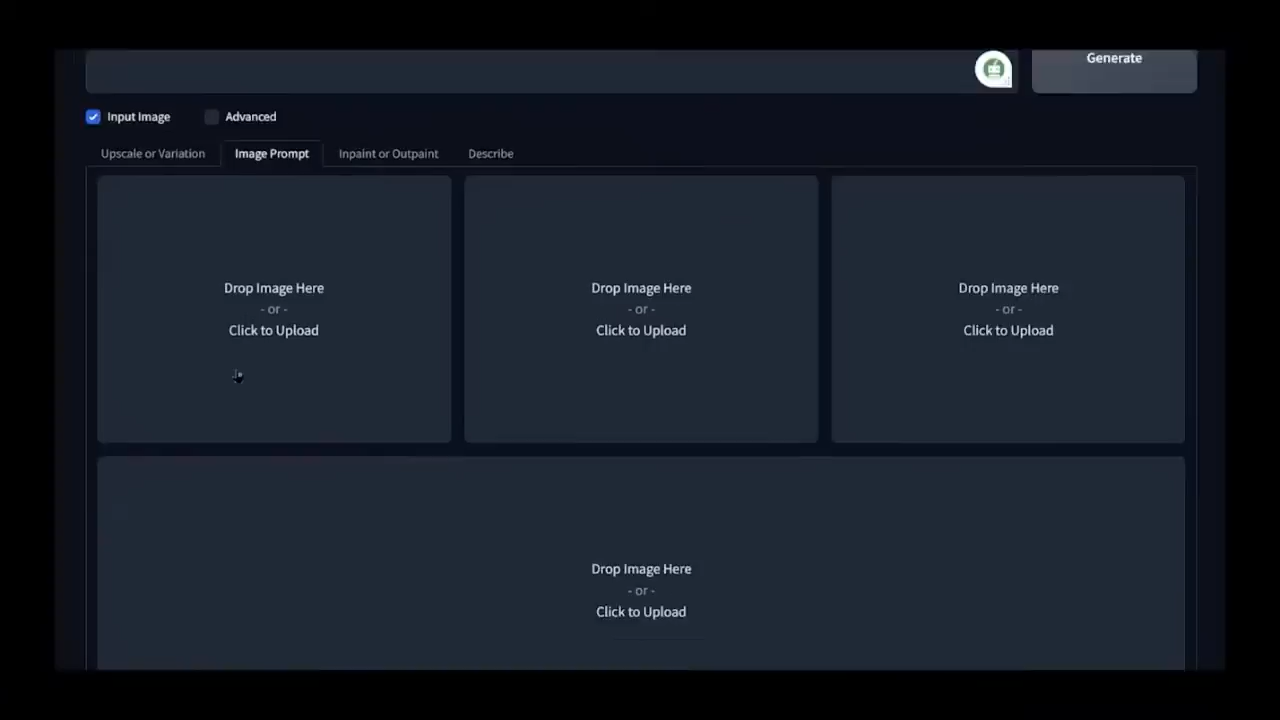 Generate
Input Image
Advanced
Upscale or Variation
Image Prompt
Inpaint or Outpaint
Describe
Drop Image Here
- or -
Click to Upload
Drop Image Here
- or -
Click to Upload
Drop Image Here
- or -
Click to Upload
Drop Image Here
- or -
Click to Upload